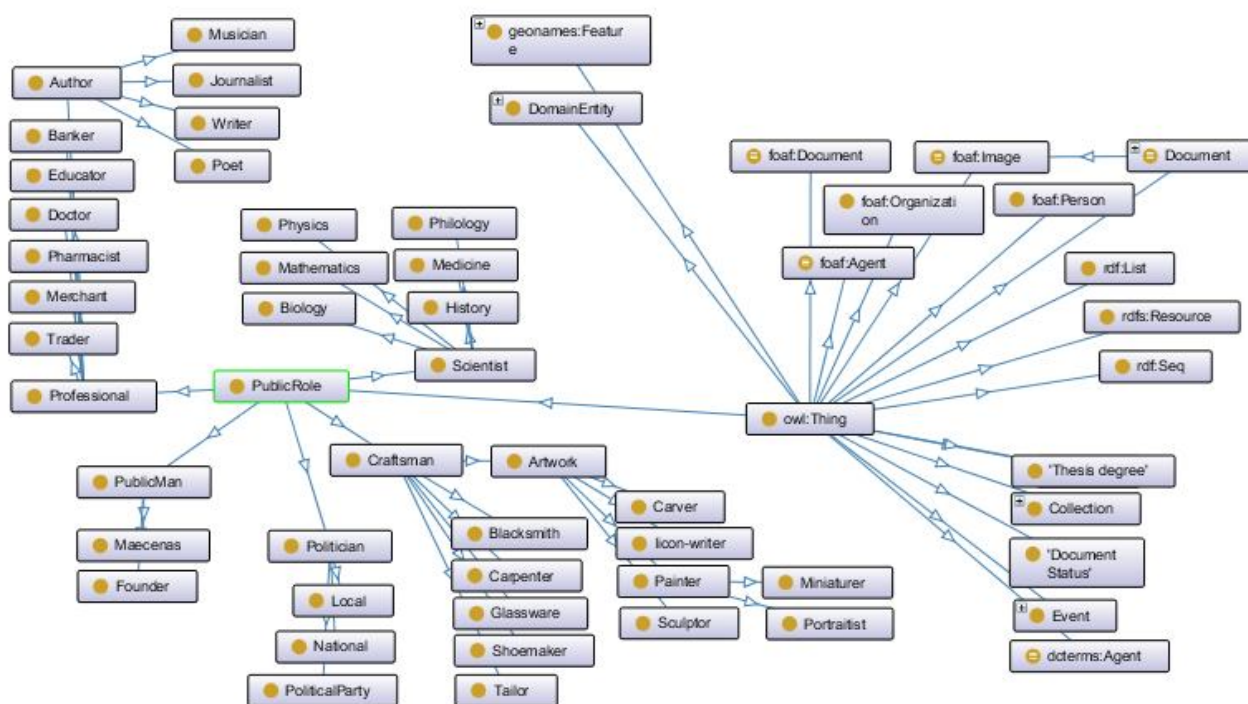 Musician
Author
Journalist
Writer
Poet
Banker
Educator
Doctor
Pharmacist
Merchant
Trader
Professional
Physics
Mathematics
Biology
Philology
Medicine
History
Scientist
PublicRole
PublicMan
Maecenas
Founder
Politician
Local
National
PoliticalParty
Craftsman
Blacksmith
Carpenter
Glassware
Shoemaker
Tailor
Artwork
Carver
Iicon-writer
Painter
Sculptor
Miniaturer
Portraitist
geonames:Featur
e
DomainEntity
foaf:Document
foaf:Image
Document
foaf:Organizati
on
foaf:Person
foaf:Agent
rdf:List
rdfs:Resource
rdf:Seq
owl:Thing
'Thesis degree'
Collection
'Document
Status'
Event
dcterms:Agent